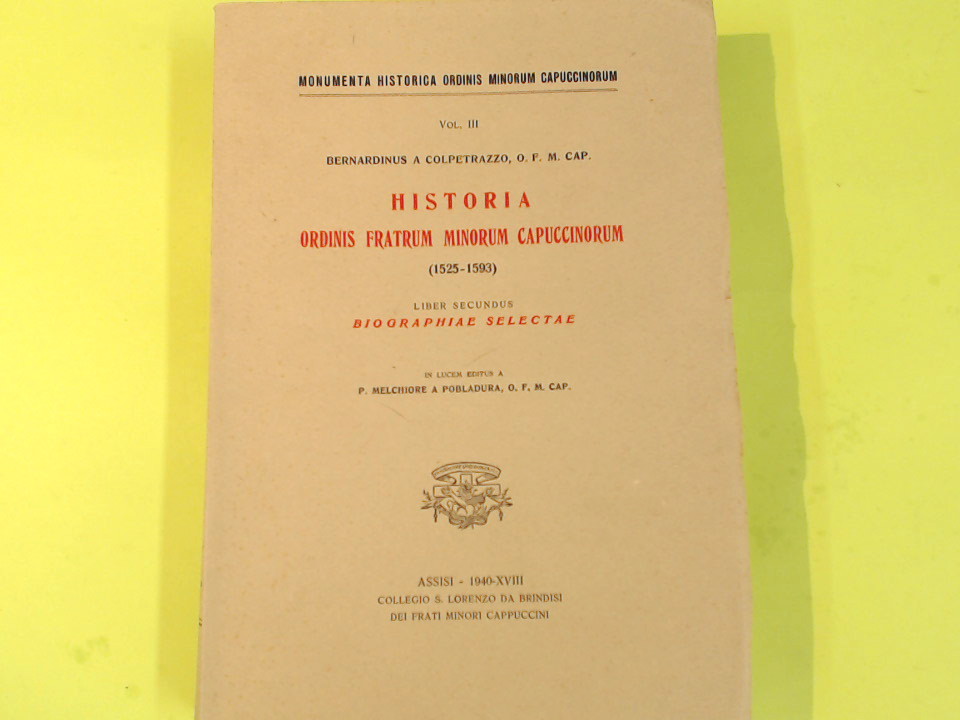 MONUMENTA HISTORICA ORDINIS MINORUM CAPUCCINORUM
VOL. III
BERNARDINUS A COLPETRAZZO, O. F. M. CAP.
HISTORIA
ORDINIS FRATRUM MINORUM CAPUCCINORUM
(1525-1593)
LIBER SECUNDUS
BIOGRAPHIAE SELECTAE
IN LUCEM EDITUS A
P. MELCHIORE A POBLADURA, O. F. M. CAP.
ASSISI - 1940-XVIII
COLLEGIO S. LORENZO DA BRINDISI
DEI FRATI MINORI CAPPUCCINI